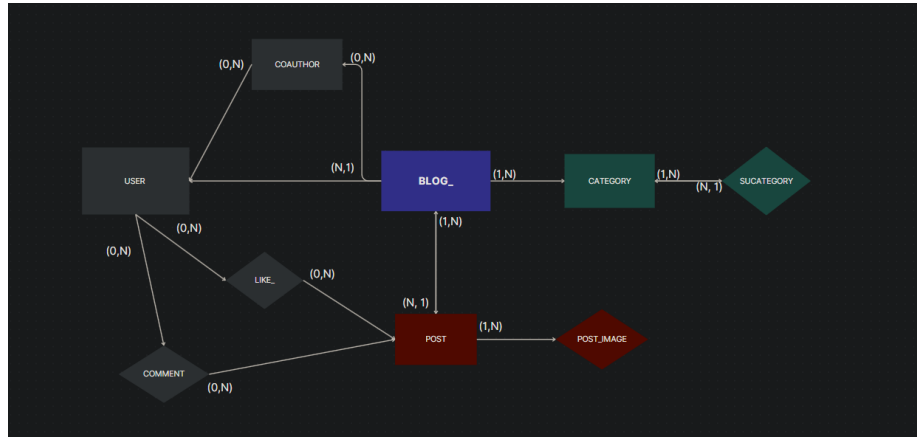 (0,N)
COAUTHOR
(0,N)
USER
(N,1)
BLOG_
(1,N)
CATEGORY
(1,N)
(N, 1)
SUCATEGORY
(0,N)
(1,N)
(0,N)
LIKE_
(0,N)
(N, 1)
POST
(1,N)
POST_IMAGE
COMMENT
(0,N)